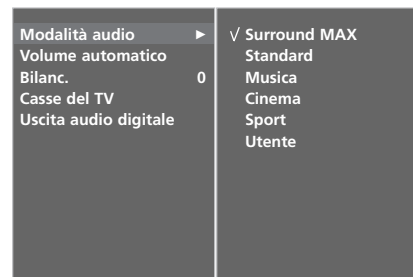 Modalità audio ►
Volume automatico
Bilanc. 0
Casse del TV
Uscita audio digitale
√ Surround MAX
Standard
Musica
Cinema
Sport
Utente